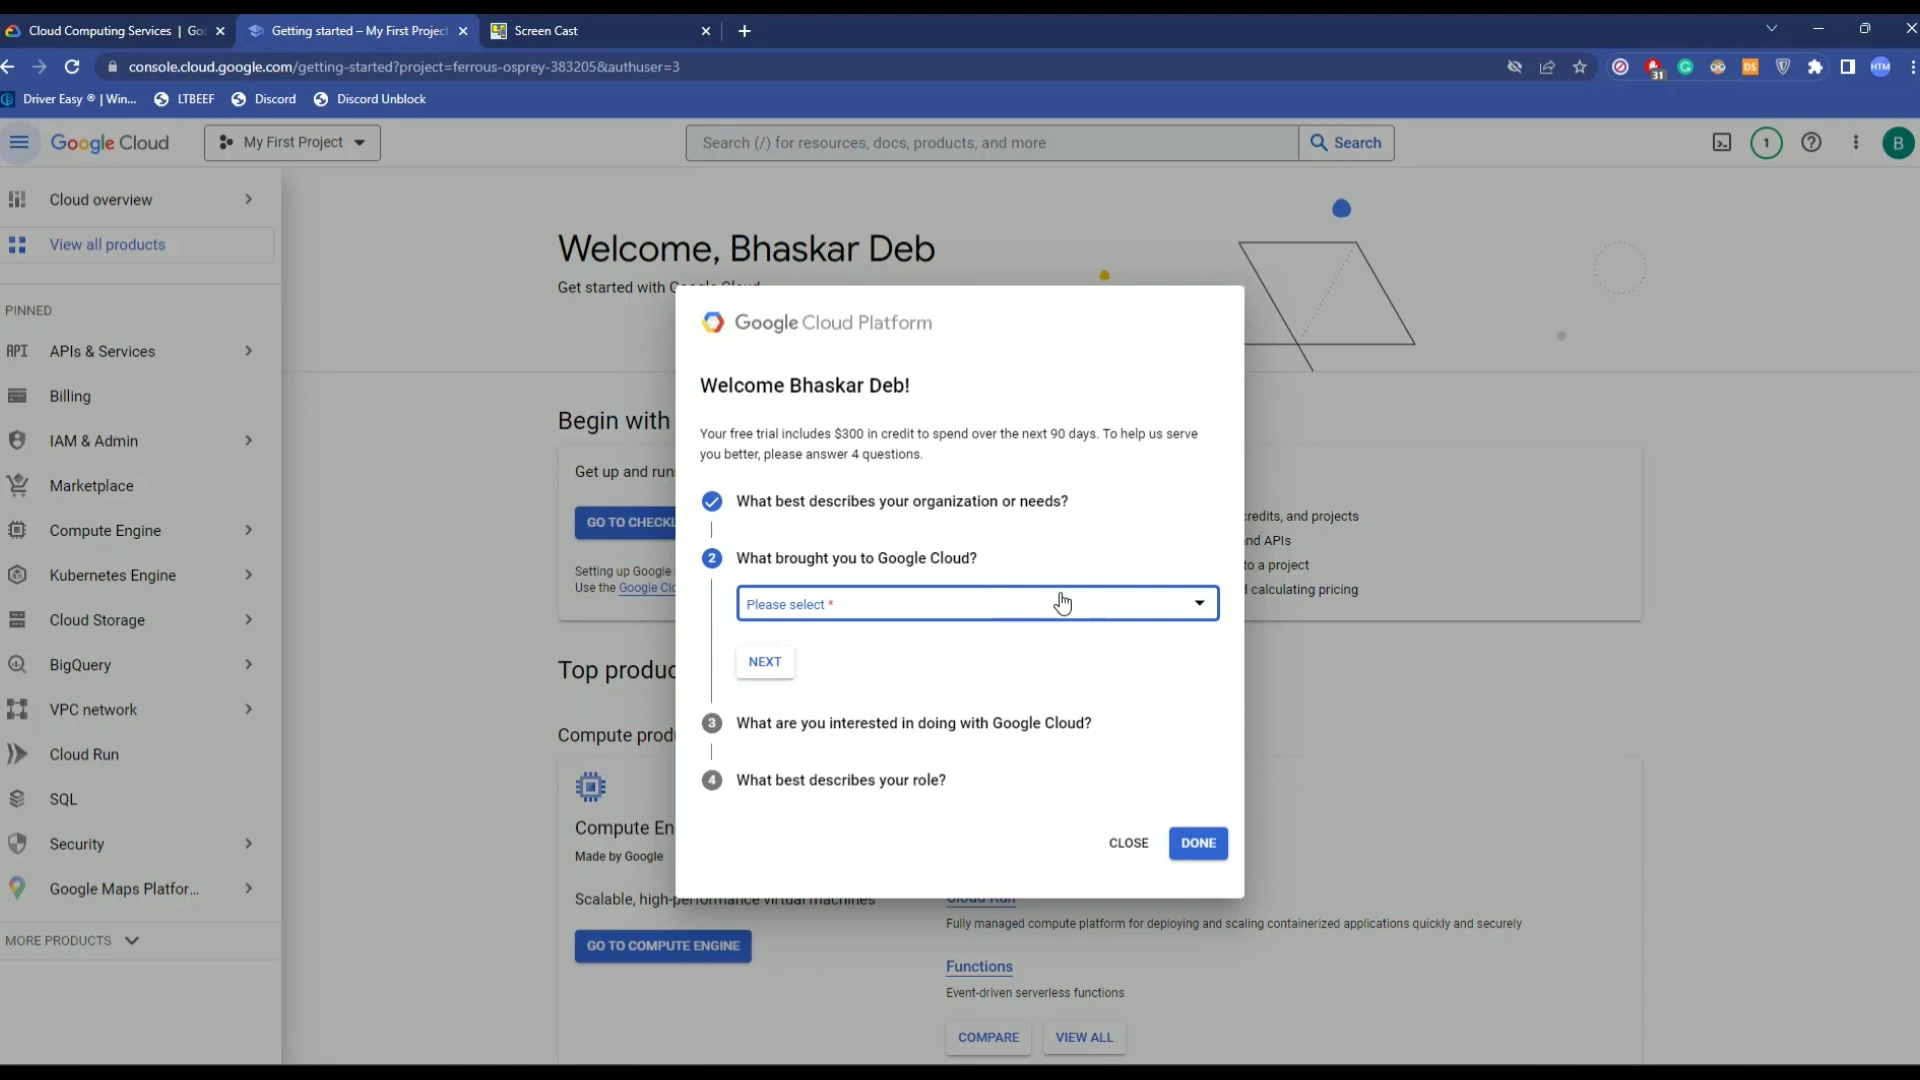 Cloud Computing Services | Go
Getting started – My First Project
Screen Cast
console.cloud.google.com/getting-started?project=ferrous-osprey-383205&authuser=3
31
DS
HTM
Driver Easy ® | Win...
LTBEEF
Discord
Discord Unblock
Google Cloud
My First Project
Search (/) for resources, docs, products, and more
Search
1
B
Cloud overview
View all products
PINNED
API APIs & Services
Billing
IAM & Admin
Marketplace
Compute Engine
Kubernetes Engine
Cloud Storage
BigQuery
VPC network
Cloud Run
SQL
Security
Google Maps Platfor...
MORE PRODUCTS
Welcome, Bhaskar Deb
Get started with Google Cloud
Begin with
Get up and run
GO TO CHECKL
Setting up Google
Use the Google Clo
redits, and projects
nd APIs
to a project
calculating pricing
Top produc
Compute prod
Compute En
Made by Google
Scalable, high-performance virtual machines
GO TO COMPUTE ENGINE
Cloud Run
Fully managed compute platform for deploying and scaling containerized applications quickly and securely
Functions
Event-driven serverless functions
COMPARE
VIEW ALL
Google Cloud Platform
Welcome Bhaskar Deb!
Your free trial includes $300 in credit to spend over the next 90 days. To help us serve
you better, please answer 4 questions.
What best describes your organization or needs?
2 What brought you to Google Cloud?
Please select *
NEXT
3 What are you interested in doing with Google Cloud?
4 What best describes your role?
CLOSE
DONE